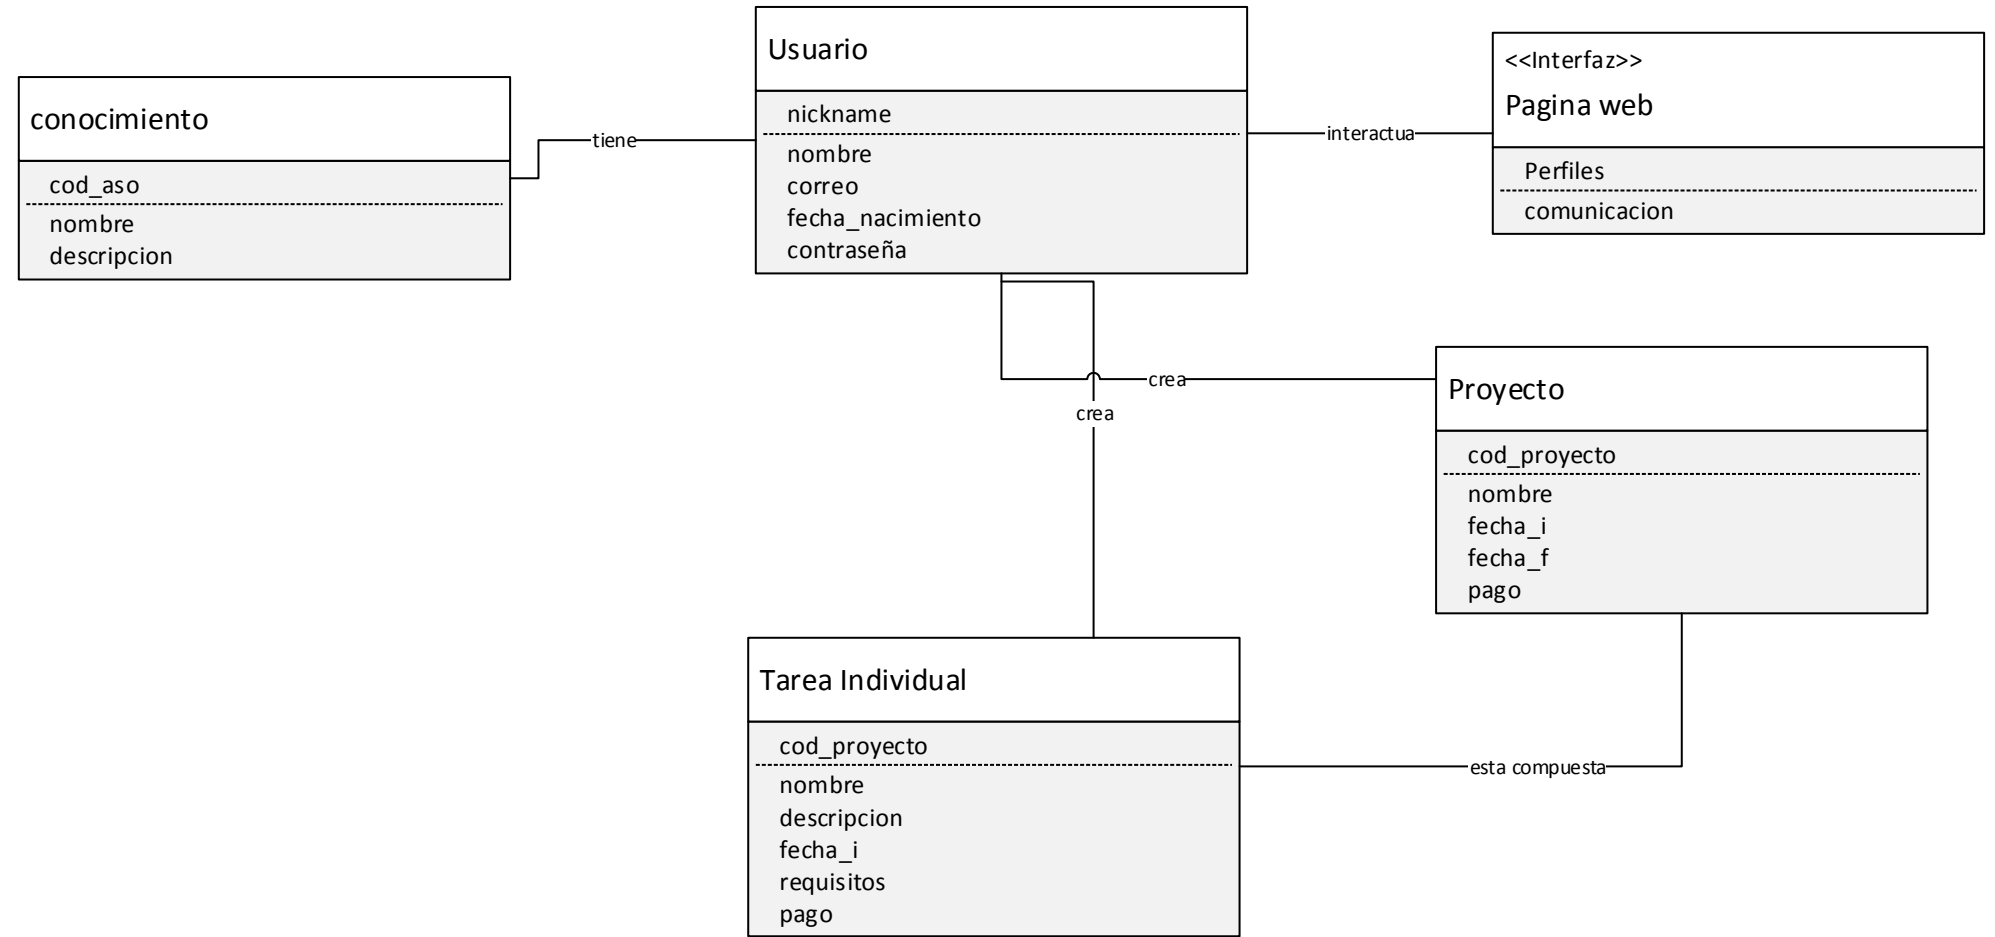 conocimiento
cod_aso
nombre
descripcion
tiene
Usuario
nickname
nombre
correo
fecha_nacimiento
contraseña
interactua
<<Interfaz>>
Pagina web
Perfiles
comunicacion
crea
crea
Proyecto
cod_proyecto
nombre
fecha_i
fecha_f
pago
Tarea Individual
cod_proyecto
nombre
descripcion
fecha_i
requisitos
pago
esta compuesta